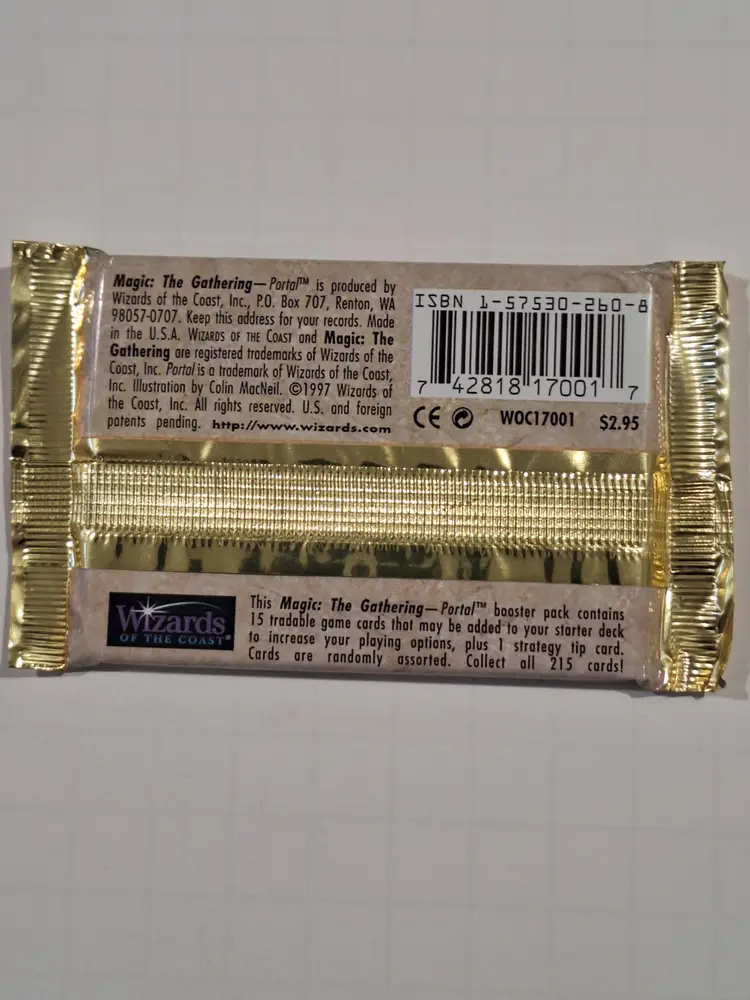 Magic: The Gathering—Portal™ is produced by
Wizards of the Coast, Inc., P.O. Box 707, Renton, WA
98057-0707. Keep this address for your records. Made
in the U.S.A. WIZARDS OF THE COAST and Magic: The
Gathering are registered trademarks of Wizards of the
Coast, Inc. Portal is a trademark of Wizards of the Coast,
Inc. Illustration by Colin MacNeil. ©1997 Wizards of
the Coast, Inc. All rights reserved. U.S. and foreign
patents pending. http://www.wizards.com
ISBN 1-57530-260-8
7 42818 17001 7
CE WOC17001 $2.95
Wizards
OF THE COAST®
This Magic: The Gathering—Portal™ booster pack contains
15 tradable game cards that may be added to your starter deck
to increase your playing options, plus 1 strategy tip card.
Cards are randomly assorted. Collect all 215 cards!